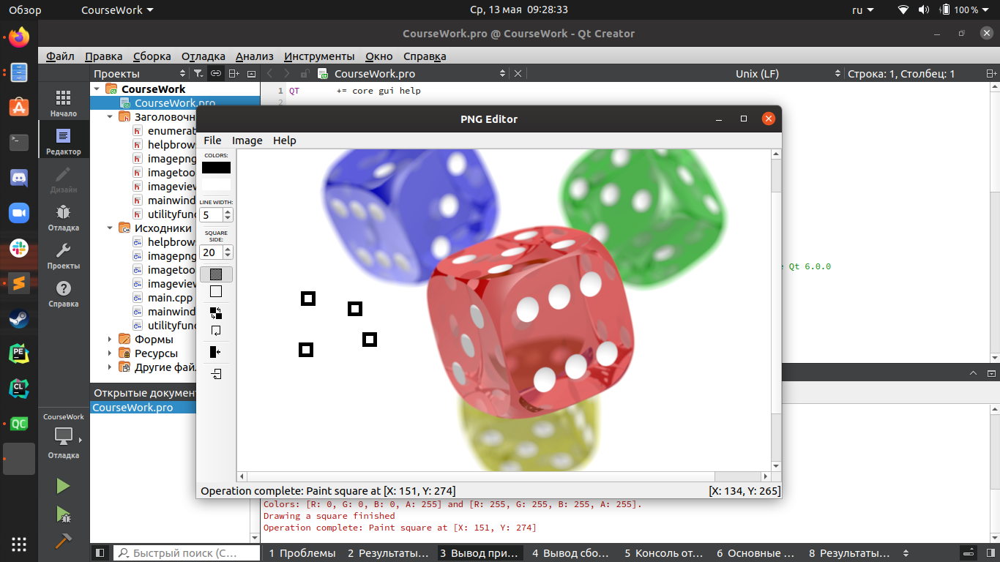 Обзор
CourseWork
Ср, 13 мая 09:28:33
ru
100 %
CourseWork.pro @ CourseWork - Qt Creator
Файл Правка Сборка Отладка Анализ Инструменты Окно Справка
Проекты
CourseWork.pro
Unix (LF)
Строка: 1, Столбец: 1
Начало
Редактор
Дизайн
Отладка
Проекты
Справка
CourseWork
CourseWork.pro
Заголовочн
enumerat
helpbrow
imagepng
imagetoo
imageview
mainwind
utilityfunc
Исходники
helpbrow
imagepng
imagetoo
imageview
main.cpp
mainwind
utilityfunc
Формы
Ресурсы
Другие фай
1 QT += core gui help
2
Qt 6.0.0
PNG Editor
File Image Help
COLORS:
LINE WIDTH:
5
SQUARE
SIDE:
20
Operation complete: Paint square at [X: 151, Y: 274]
[X: 134, Y: 265]
Открытые документ
CourseWork.pro
CourseWork
Отладка
Colors: [R: 0, G: 0, B: 0, A: 255] and [R: 255, G: 255, B: 255, A: 255].
Drawing a square finished
Operation complete: Paint square at [X: 151, Y: 274]
PE
CL
QC
Быстрый поиск (C…
1 Проблемы
2 Результаты…
3 Вывод при…
4 Вывод сбо…
5 Консоль от…
6 Основные …
8 Результаты…